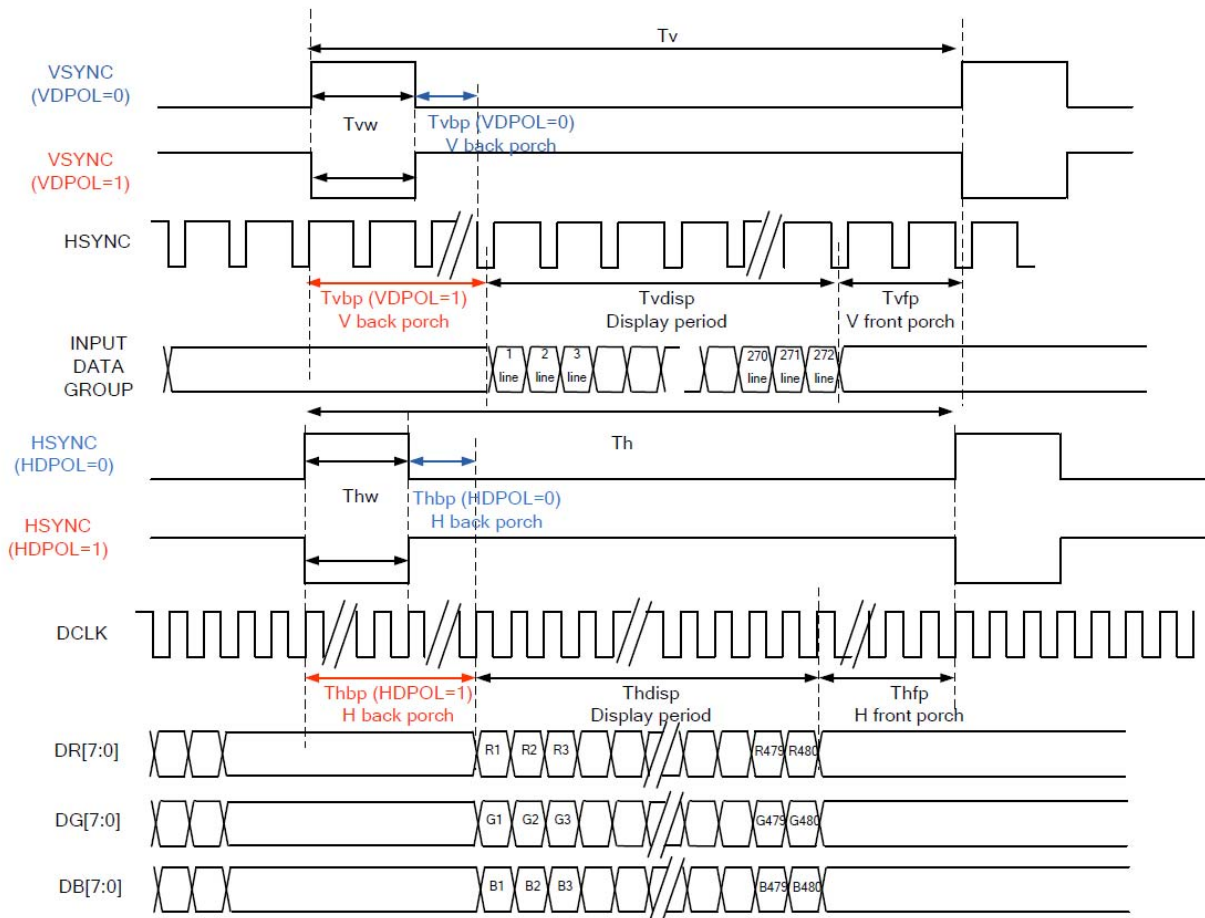 Tv
VSYNC
(VDPOL=0)
Tvw
Tvbp (VDPOL=0)
V back porch
VSYNC
(VDPOL=1)
HSYNC
Tvbp (VDPOL=1)
V back porch
Tvdisp
Display period
Tvfp
V front porch
INPUT
DATA
GROUP
1
line
2
line
3
line
270
line
271
line
272
line
HSYNC
(HDPOL=0)
Th
Thw
Thbp (HDPOL=0)
H back porch
HSYNC
(HDPOL=1)
DCLK
Thbp (HDPOL=1)
H back porch
Thdisp
Display period
Thfp
H front porch
DR[7:0]
R1
R2
R3
R479
R480
DG[7:0]
G1
G2
G3
G479
G480
DB[7:0]
B1
B2
B3
B479
B480